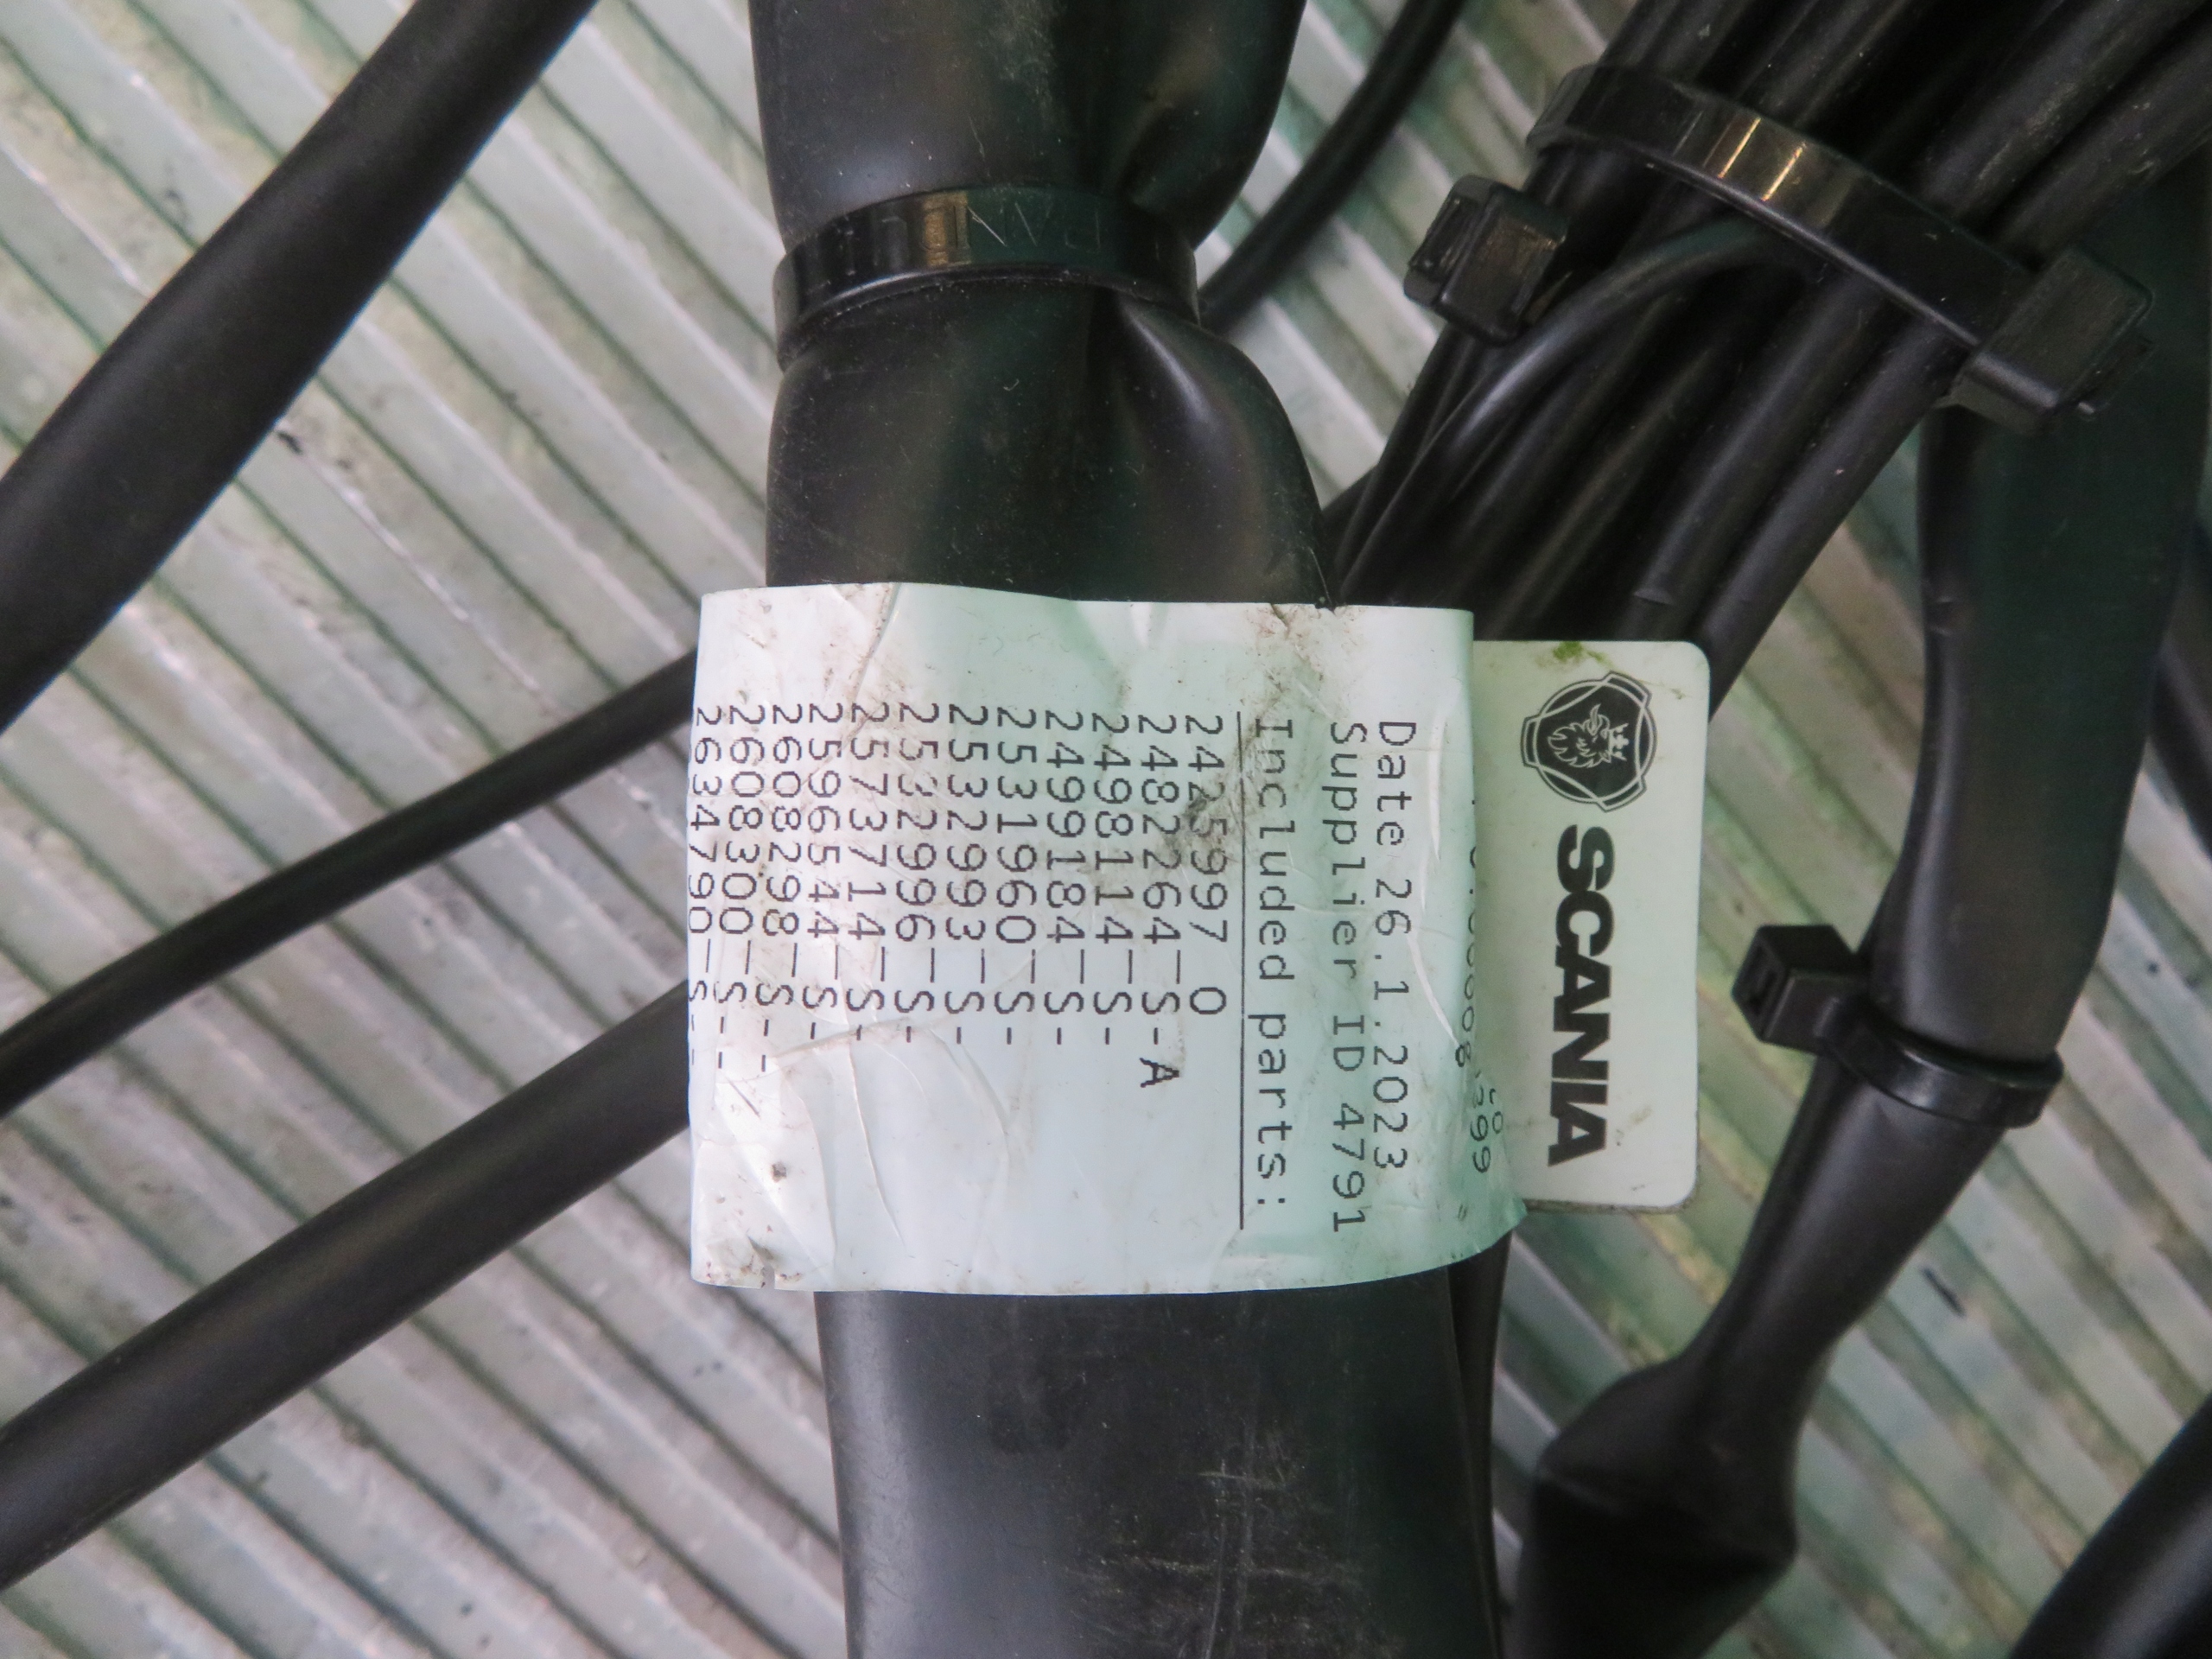 SCANIA
Date 26.1.2023
Supplier ID 4791
Included parts:
2425997 0
2482264-S-A
2498114-S-
2499184-S-
2531960-S-
2532993-S-
2532996-S-
2573714-S-
2596544-S-
2608298-S--
2608300-S--
2634790-S--